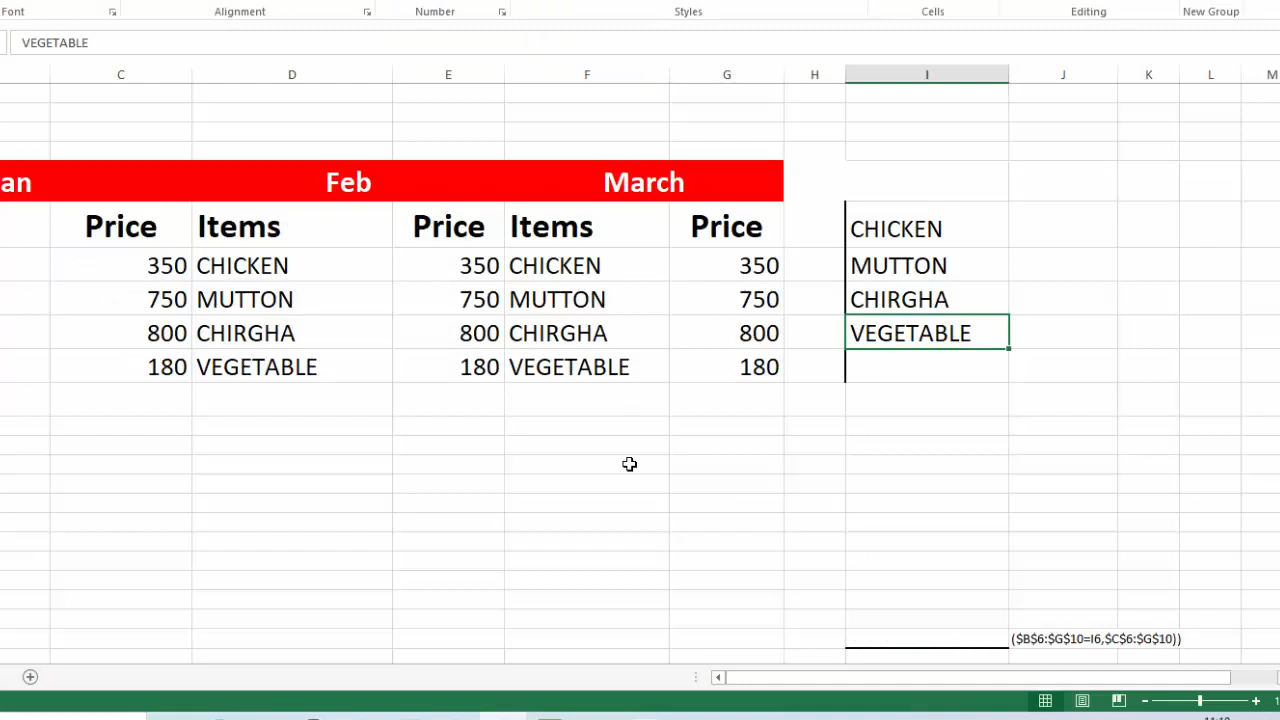 Font Alignment Number Styles Cells Editing New Group
VEGETABLE
C D E F G H I J K L M
an Feb March
Price Items Price Items Price CHICKEN
350 CHICKEN 350 CHICKEN 350 MUTTON
750 MUTTON 750 MUTTON 750 CHIRGHA
800 CHIRGHA 800 CHIRGHA 800 VEGETABLE
180 VEGETABLE 180 VEGETABLE 180
($B$6:$G$10=I6,$C$6:$G$10))